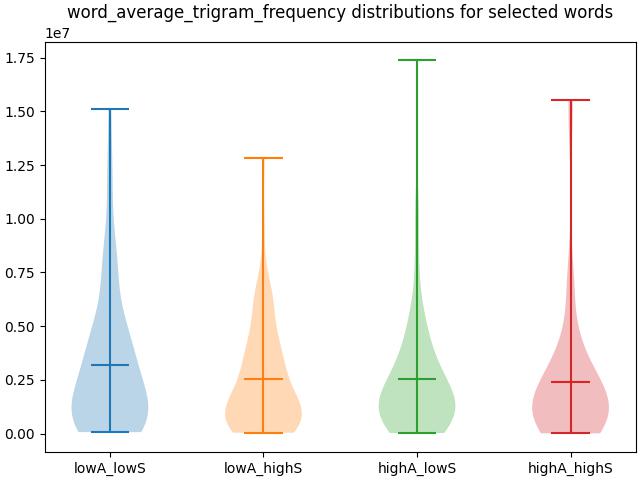 word_average_trigram_frequency distributions for selected words
1e7
1.75
1.50
1.25
1.00
0.75
0.50
0.25
0.00
lowA_lowS lowA_highS highA_lowS highA_highS